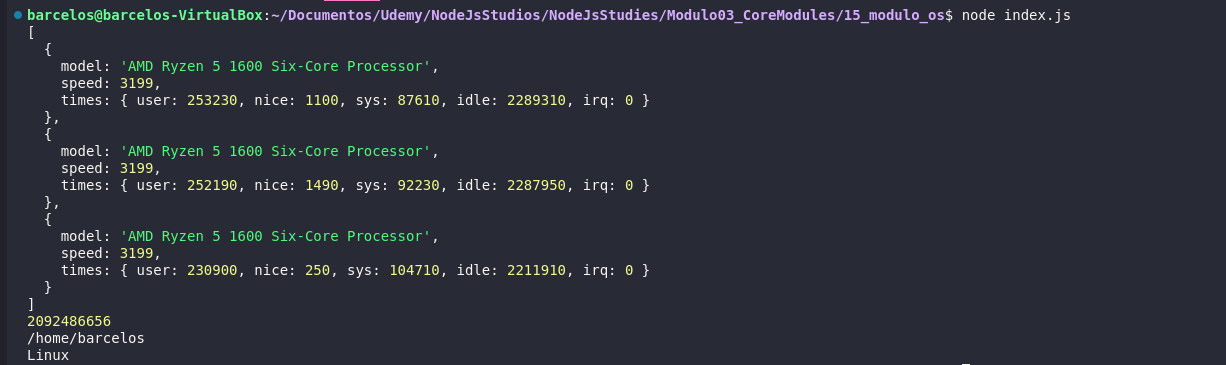 barcelos@barcelos-VirtualBox:~/Documentos/Udemy/NodeJsStudios/NodeJsStudies/Modulo03_CoreModules/15_modulo_os$ node index.js
[
  {
    model: 'AMD Ryzen 5 1600 Six-Core Processor',
    speed: 3199,
    times: { user: 253230, nice: 1100, sys: 87610, idle: 2289310, irq: 0 }
  },
  {
    model: 'AMD Ryzen 5 1600 Six-Core Processor',
    speed: 3199,
    times: { user: 252190, nice: 1490, sys: 92230, idle: 2287950, irq: 0 }
  },
  {
    model: 'AMD Ryzen 5 1600 Six-Core Processor',
    speed: 3199,
    times: { user: 230900, nice: 250, sys: 104710, idle: 2211910, irq: 0 }
  }
]
2092486656
/home/barcelos
Linux